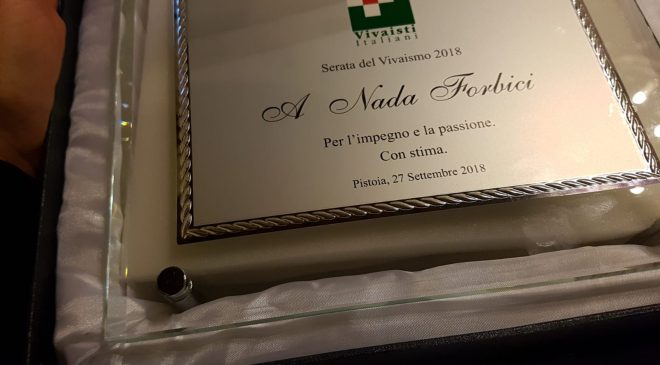 Vivaisti
Italiani
Serata del Vivaismo 2018
A Nada Forbici
Per l'impegno e la passione.
Con stima.
Pistoia, 27 Settembre 2018